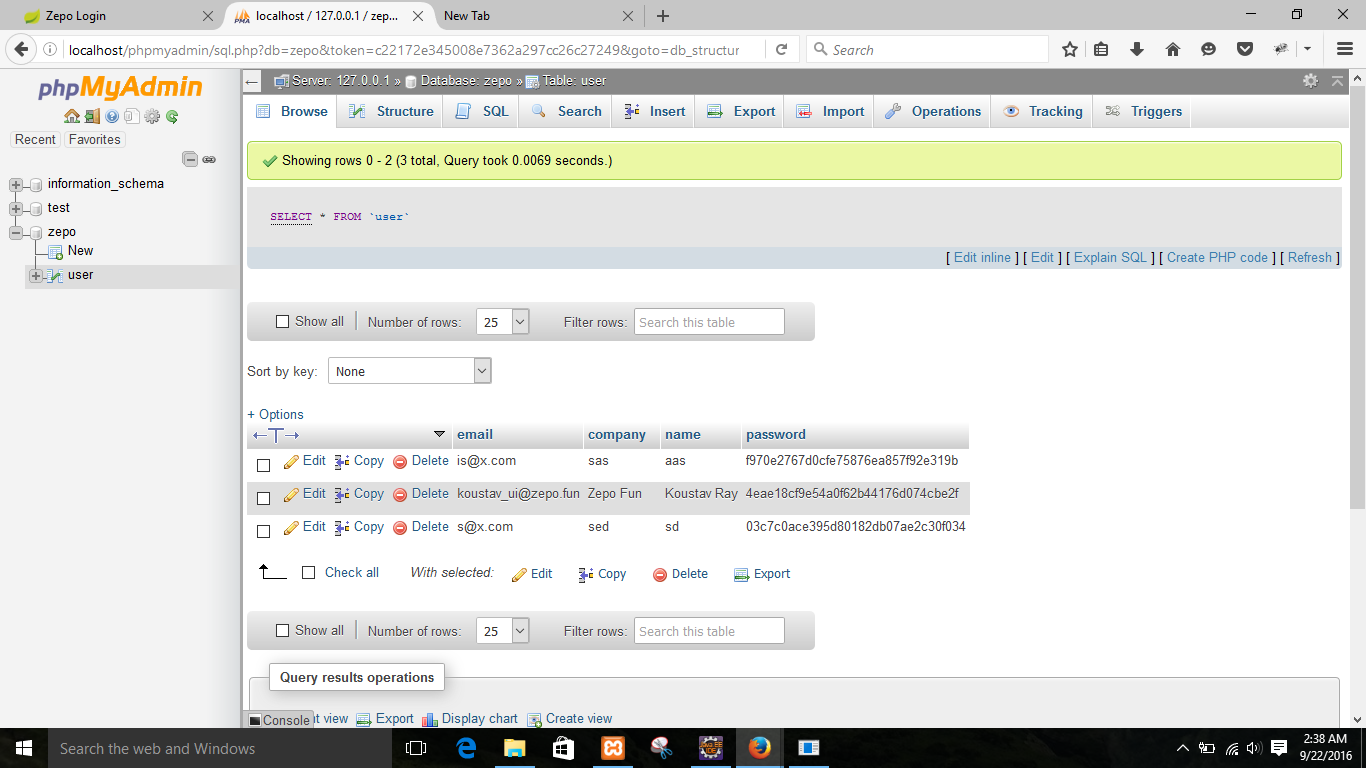 Zepo Login
localhost / 127.0.0.1 / zep...
New Tab
localhost/phpmyadmin/sql.php?db=zepo&token=c22172e345008e7362a297cc26c27249&goto=db_structur
Search
phpMyAdmin
Recent Favorites
information_schema
test
zepo
New
user
Server: 127.0.0.1 » Database: zepo » Table: user
Browse Structure SQL Search Insert Export Import Operations Tracking Triggers
Showing rows 0 - 2 (3 total, Query took 0.0069 seconds.)
SELECT * FROM `user`
[ Edit inline ] [ Edit ] [ Explain SQL ] [ Create PHP code ] [ Refresh ]
Show all Number of rows: 25 Filter rows: Search this table
Sort by key: None
+ Options
email company name password
Edit Copy Delete is@x.com sas aas f970e2767d0cfe75876ea857f92e319b
Edit Copy Delete koustav_ui@zepo.fun Zepo Fun Koustav Ray 4eae18cf9e54a0f62b44176d074cbe2f
Edit Copy Delete s@x.com sed sd 03c7c0ace395d80182db07ae2c30f034
Check all With selected: Edit Copy Delete Export
Show all Number of rows: 25 Filter rows: Search this table
Query results operations
Console
view Export Display chart Create view
Search the web and Windows
2:38 AM
9/22/2016